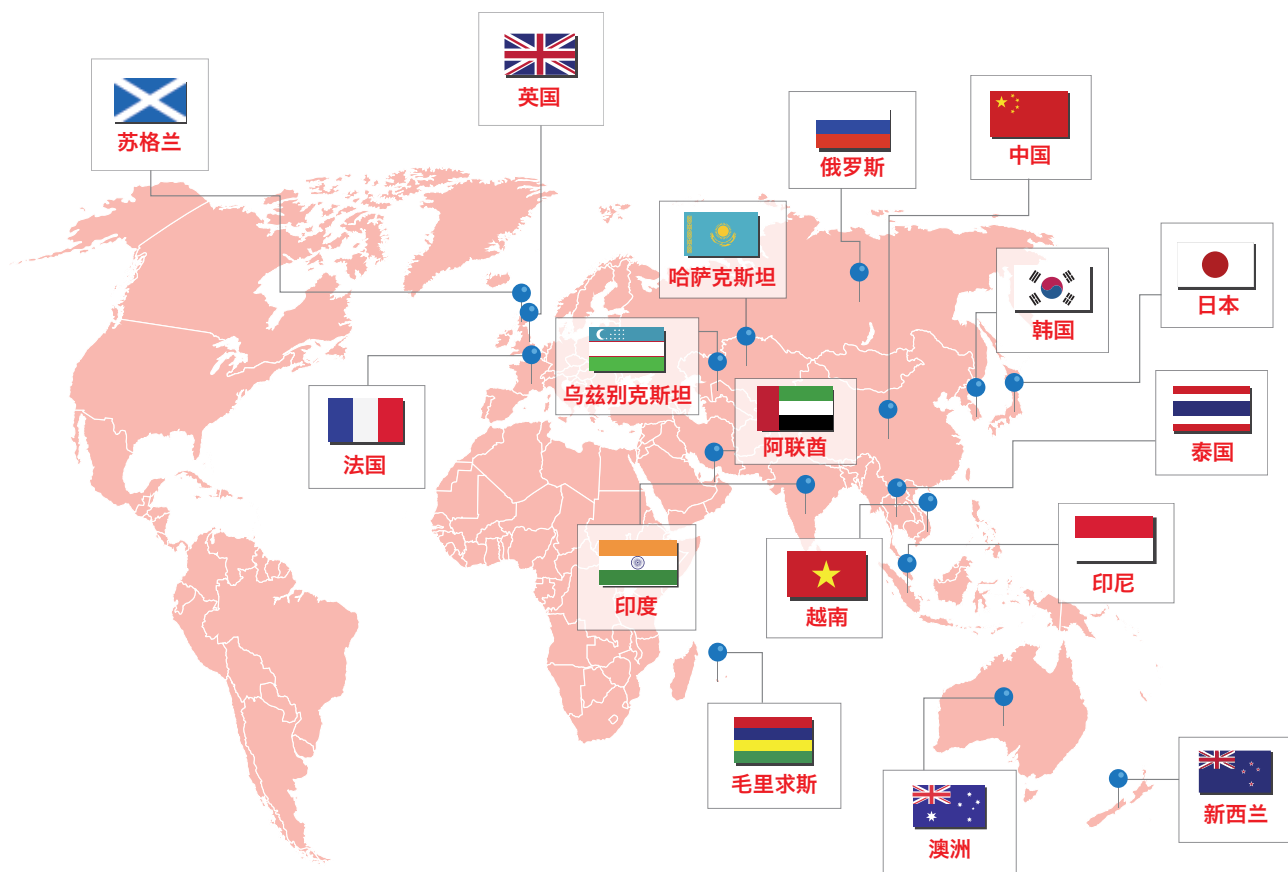 英国
苏格兰
俄罗斯
中国
哈萨克斯坦
日本
韩国
乌兹别克斯坦
阿联酋
泰国
法国
印度
越南
印尼
毛里求斯
新西兰
澳洲